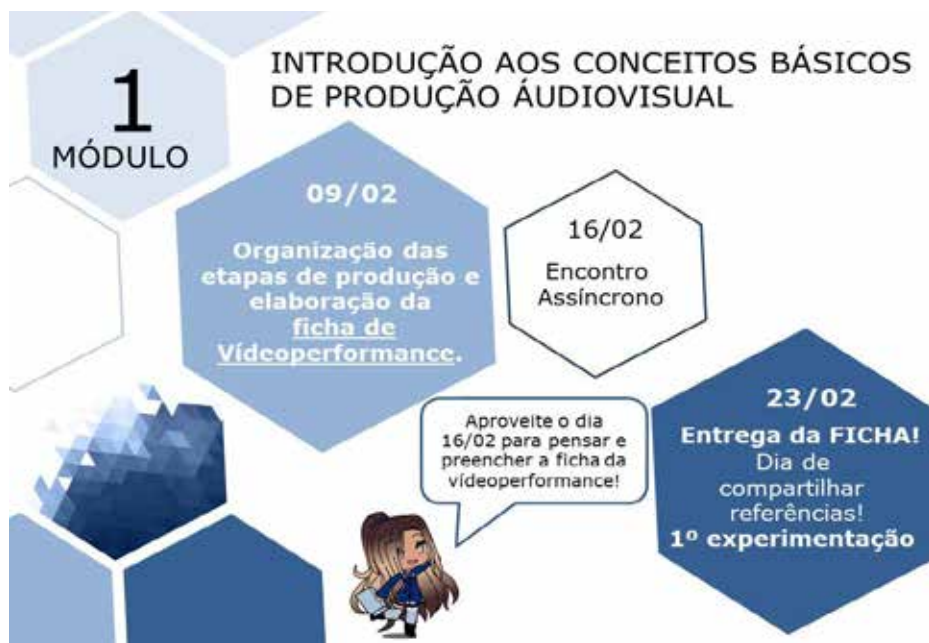 1
MÓDULO
INTRODUÇÃO AOS CONCEITOS BÁSICOS
DE PRODUÇÃO ÁUDIOVISUAL
09/02
Organização das
etapas de produção e
elaboração da
ficha de
Vídeoperformance.
16/02
Encontro
Assíncrono
Aproveite o dia
16/02 para pensar e
preencher a ficha da
vídeoperformance!
23/02
Entrega da FICHA!
Dia de
compartilhar
referências!
1º experimentação